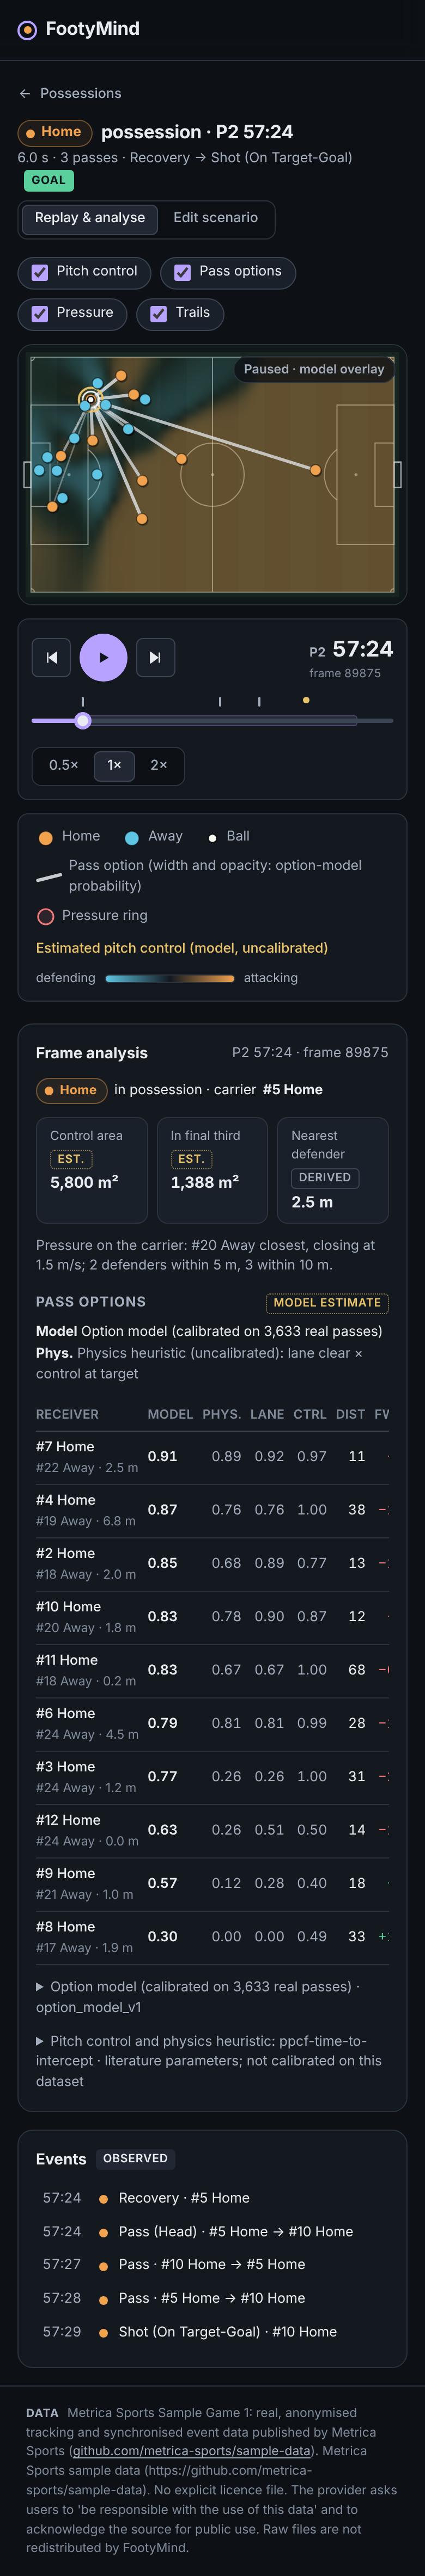 FootyMind
← Possessions
Home possession · P2 57:24
6.0 s · 3 passes · Recovery → Shot (On Target-Goal)
GOAL
Replay & analyse Edit scenario
Pitch control Pass options
Pressure Trails
Paused · model overlay
P2 57:24
frame 89875
0.5× 1× 2×
Home Away Ball
Pass option (width and opacity: option-model
probability)
Pressure ring
Estimated pitch control (model, uncalibrated)
defending attacking
Frame analysis P2 57:24 · frame 89875
Home in possession · carrier #5 Home
Control area
EST.
5,800 m²
In final third
EST.
1,388 m²
Nearest
defender
DERIVED
2.5 m
Pressure on the carrier: #20 Away closest, closing at
1.5 m/s; 2 defenders within 5 m, 3 within 10 m.
PASS OPTIONS MODEL ESTIMATE
Model Option model (calibrated on 3,633 real passes)
Phys. Physics heuristic (uncalibrated): lane clear ×
control at target
RECEIVER MODEL PHYS. LANE CTRL DIST
#7 Home
#22 Away · 2.5 m 0.91 0.89 0.92 0.97 11
#4 Home
#19 Away · 6.8 m 0.87 0.76 0.76 1.00 38
#2 Home
#18 Away · 2.0 m 0.85 0.68 0.89 0.77 13
#10 Home
#20 Away · 1.8 m 0.83 0.78 0.90 0.87 12
#11 Home
#18 Away · 0.2 m 0.83 0.67 0.67 1.00 68
#6 Home
#24 Away · 4.5 m 0.79 0.81 0.81 0.99 28
#3 Home
#24 Away · 1.2 m 0.77 0.26 0.26 1.00 31
#12 Home
#24 Away · 0.0 m 0.63 0.26 0.51 0.50 14
#9 Home
#21 Away · 1.0 m 0.57 0.12 0.28 0.40 18
#8 Home
#17 Away · 1.9 m 0.30 0.00 0.00 0.49 33
▶ Option model (calibrated on 3,633 real passes) ·
option_model_v1
▶ Pitch control and physics heuristic: ppcf-time-to-
intercept · literature parameters; not calibrated on this
dataset
Events OBSERVED
57:24 Recovery · #5 Home
57:24 Pass (Head) · #5 Home → #10 Home
57:27 Pass · #10 Home → #5 Home
57:28 Pass · #5 Home → #10 Home
57:29 Shot (On Target-Goal) · #10 Home
DATA Metrica Sports Sample Game 1: real, anonymised
tracking and synchronised event data published by Metrica
Sports (github.com/metrica-sports/sample-data). Metrica
Sports sample data (https://github.com/metrica-
sports/sample-data). No explicit licence file. The provider asks
users to 'be responsible with the use of this data' and to
acknowledge the source for public use. Raw files are not
redistributed by FootyMind.